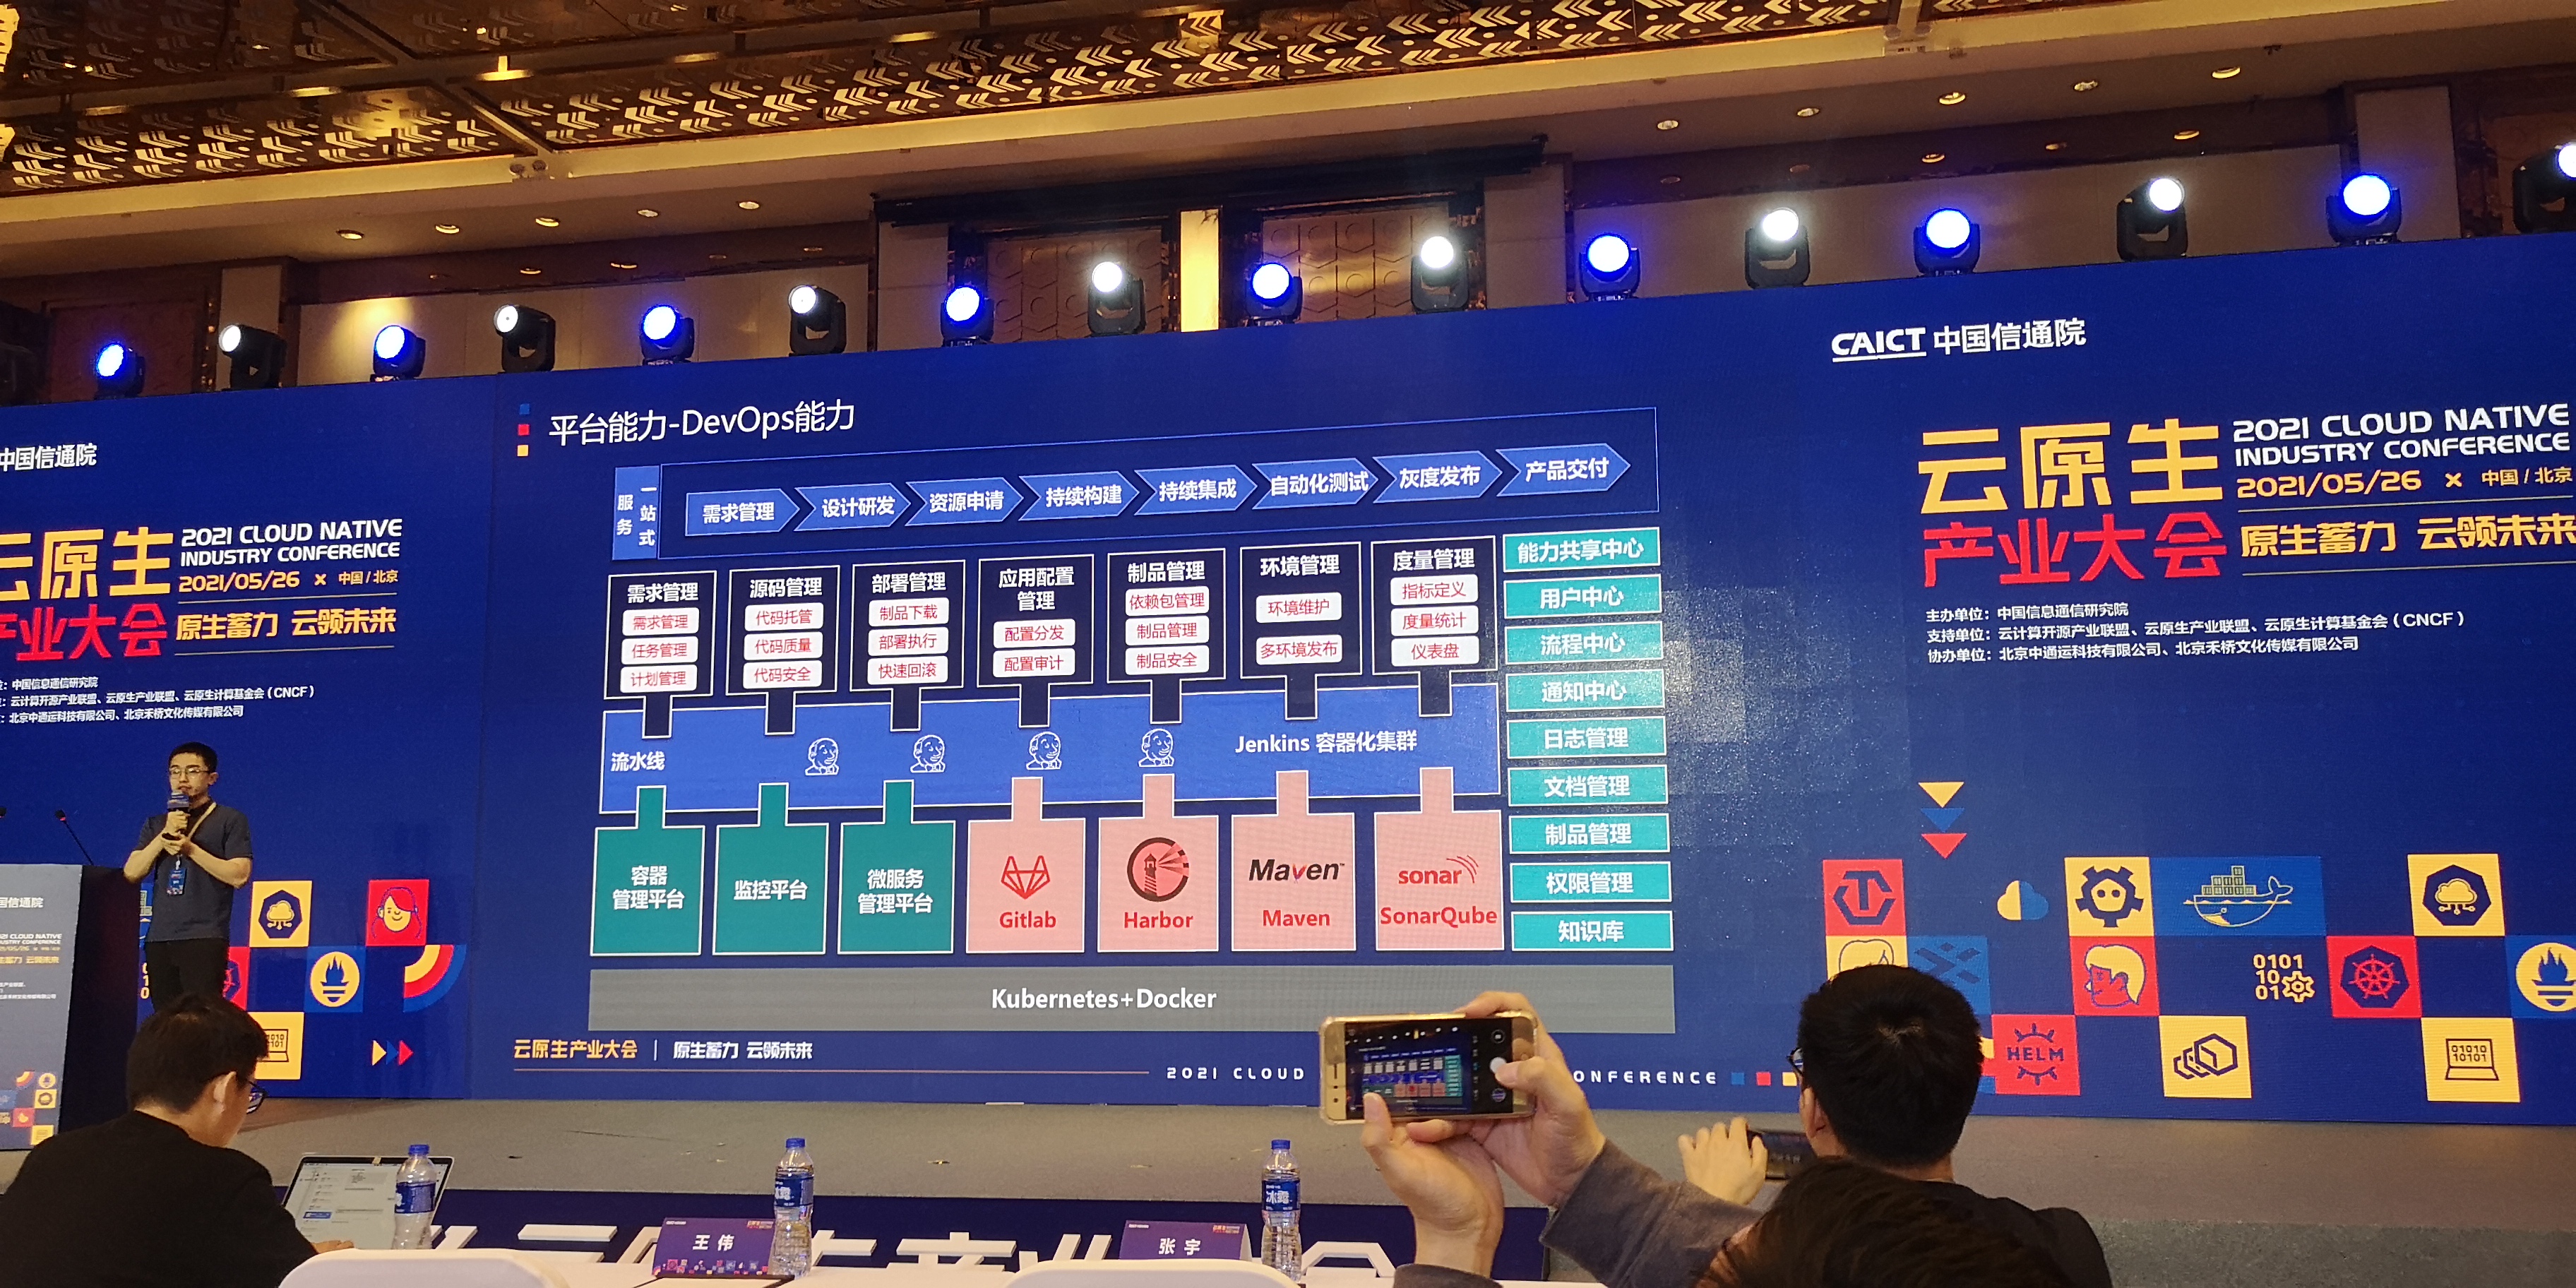 CAICT 中国信通院
云原生
产业大会
2021 CLOUD NATIVE
INDUSTRY CONFERENCE
2021/05/26 × 中国/北京
原生蓄力 云领未来
主办单位：中国信息通信研究院
支持单位：云计算开源产业联盟、云原生产业联盟、云原生计算基金会（CNCF）
协办单位：北京中通运科技有限公司、北京禾桥文化传媒有限公司
中国信通院
云原生
产业大会
2021 CLOUD NATIVE
INDUSTRY CONFERENCE
2021/05/26 × 中国/北京
原生蓄力 云领未来
：中国信息通信研究院
：云计算开源产业联盟、云原生产业联盟、云原生计算基金会（CNCF）
：北京中通运科技有限公司、北京禾桥文化传媒有限公司
平台能力-DevOps能力
一站式服务
需求管理
设计研发
资源申请
持续构建
持续集成
自动化测试
灰度发布
产品交付
需求管理
需求管理
任务管理
计划管理
源码管理
代码托管
代码质量
代码安全
部署管理
制品下载
部署执行
快速回滚
应用配置
管理
配置分发
配置审计
制品管理
依赖包管理
制品管理
制品安全
环境管理
环境维护
多环境发布
度量管理
指标定义
度量统计
仪表盘
能力共享中心
用户中心
流程中心
通知中心
日志管理
文档管理
制品管理
权限管理
知识库
流水线
Jenkins 容器化集群
容器
管理平台
监控平台
微服务
管理平台
Gitlab
Harbor
Maven™
Maven
sonar
SonarQube
Kubernetes+Docker
云原生产业大会 | 原生蓄力 云领未来
2021 CLOUD
ONFERENCE
0101
10
01
HELM
01010
10101
国信通院
王 伟
张 宇
冰露